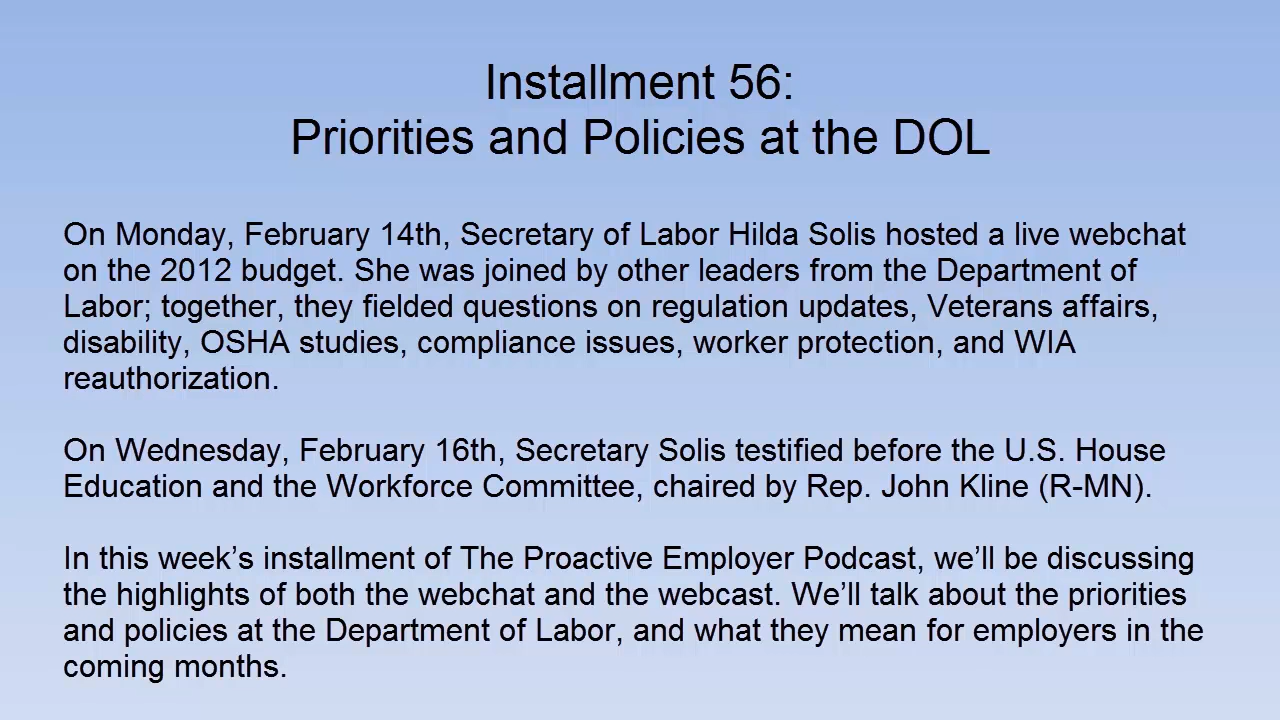 Installment 56:
Priorities and Policies at the DOL
On Monday, February 14th, Secretary of Labor Hilda Solis hosted a live webchat
on the 2012 budget. She was joined by other leaders from the Department of
Labor; together, they fielded questions on regulation updates, Veterans affairs,
disability, OSHA studies, compliance issues, worker protection, and WIA
reauthorization.
On Wednesday, February 16th, Secretary Solis testified before the U.S. House
Education and the Workforce Committee, chaired by Rep. John Kline (R-MN).
In this week’s installment of The Proactive Employer Podcast, we’ll be discussing
the highlights of both the webchat and the webcast. We’ll talk about the priorities
and policies at the Department of Labor, and what they mean for employers in the
coming months.